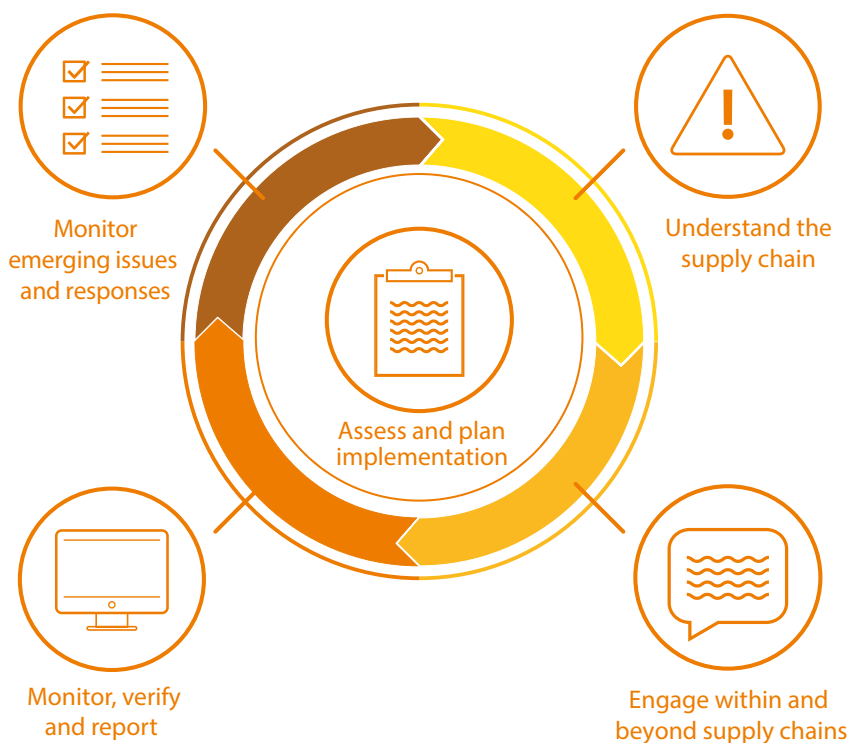 Monitor
emerging issues
and responses
Understand the
supply chain
Assess and plan
implementation
Monitor, verify
and report
Engage within and
beyond supply chains